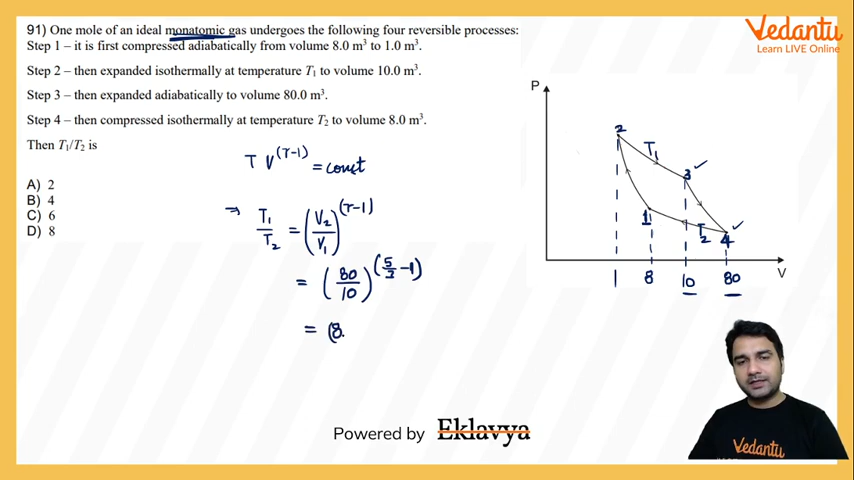 91) One mole of an ideal monatomic gas undergoes the following four reversible processes:
Step 1 – it is first compressed adiabatically from volume 8.0 m³ to 1.0 m³.
Step 2 – then expanded isothermally at temperature T₁ to volume 10.0 m³.
Step 3 – then expanded adiabatically to volume 80.0 m³.
Step 4 – then compressed isothermally at temperature T₂ to volume 8.0 m³.
Then T₁/T₂ is
A) 2
B) 4
C) 6
D) 8
T V^(γ-1) = const
⇒ T₁/T₂ = (V₂/V₁)^(γ-1)
= (80/10)^(5/3 -1)
= (8.
Vedantu
Learn LIVE Online
P
2
T₁
3
1
T₂
4
1 8 10 80
V
Powered by Eklavya
Vedantu